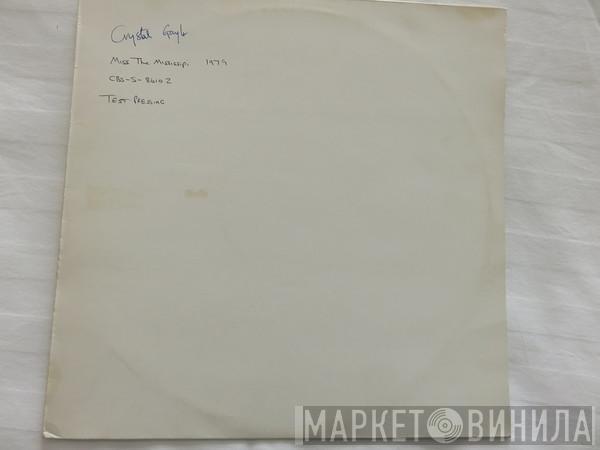 Crystal Gayle
Miss The Mississippi 1979
CBS-S-86102
TEST PRESSING
МАРКЕТ ВИНИЛА